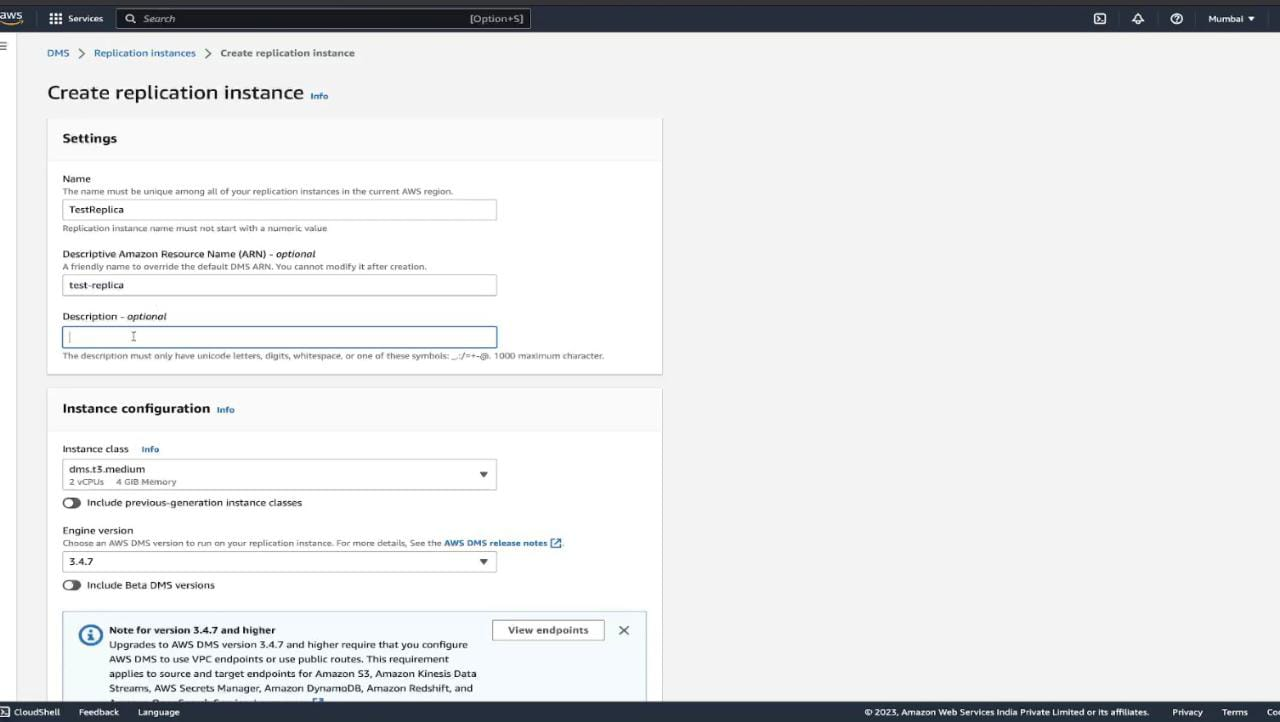 aws
Services
Search
[Option+S]
Mumbai
DMS
Replication instances
Create replication instance
Create replication instance
Info
Settings
Name
The name must be unique among all of your replication instances in the current AWS region.
TestReplica
Replication instance name must not start with a numeric value
Descriptive Amazon Resource Name (ARN) - optional
A friendly name to override the default DMS ARN. You cannot modify it after creation.
test-replica
Description - optional
The description must only have unicode letters, digits, whitespace, or one of these symbols: _.:/=+-@. 1000 maximum character.
Instance configuration
Info
Instance class
Info
dms.t3.medium
2 vCPUs 4 GiB Memory
Include previous-generation instance classes
Engine version
Choose an AWS DMS version to run on your replication instance. For more details, See the AWS DMS release notes
3.4.7
Include Beta DMS versions
Note for version 3.4.7 and higher
View endpoints
Upgrades to AWS DMS version 3.4.7 and higher require that you configure
AWS DMS to use VPC endpoints or use public routes. This requirement
applies to source and target endpoints for Amazon S3, Amazon Kinesis Data
Streams, AWS Secrets Manager, Amazon DynamoDB, Amazon Redshift, and
CloudShell
Feedback
Language
© 2023, Amazon Web Services India Private Limited or its affiliates.
Privacy
Terms